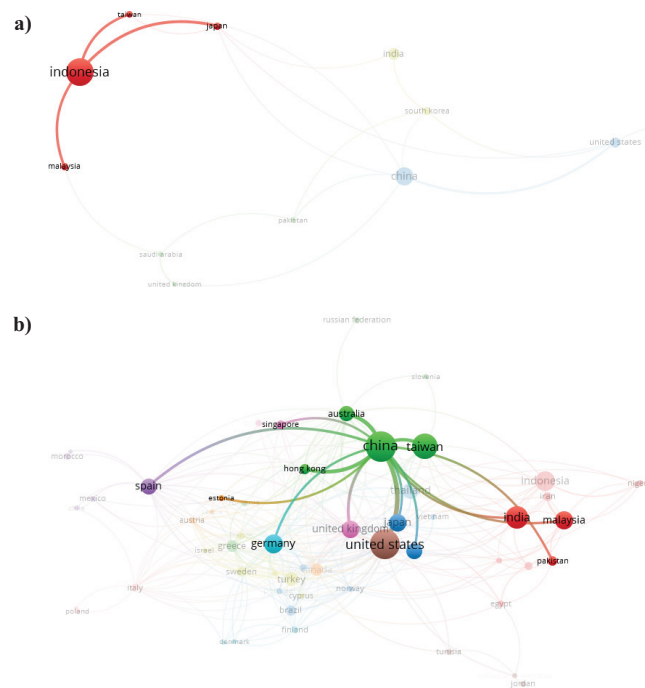 a)
taiwan
japan
indonesia
india
south korea
united states
malaysia
china
pakistan
saudi arabia
united kingdom
b)
russian federation
slovenia
australia
singapore
china
taiwan
hong kong
morocco
spain
indonesia
thailand
iran
mexico
estonia
vietnam
india
malaysia
austria
japan
united kingdom
germany
united states
greece
israel
pakistan
sweden
turkey
italy
norway
cyprus
egypt
poland
brazil
finland
denmark
tunisia
jordan